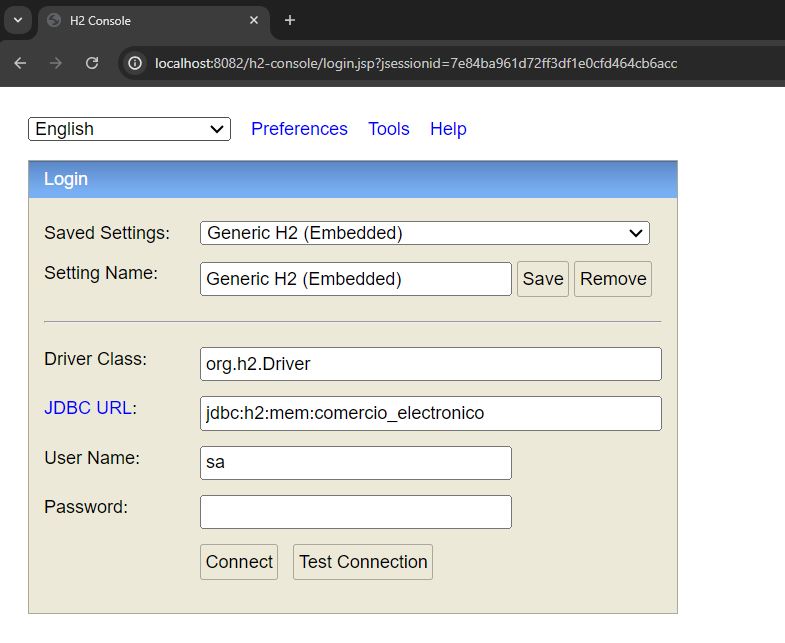 H2 Console
localhost:8082/h2-console/login.jsp?jsessionid=7e84ba961d72ff3df1e0cfd464cb6acc
English Preferences Tools Help
Login
Saved Settings: Generic H2 (Embedded)
Setting Name: Generic H2 (Embedded) Save Remove
Driver Class: org.h2.Driver
JDBC URL: jdbc:h2:mem:comercio_electronico
User Name: sa
Password:
Connect Test Connection